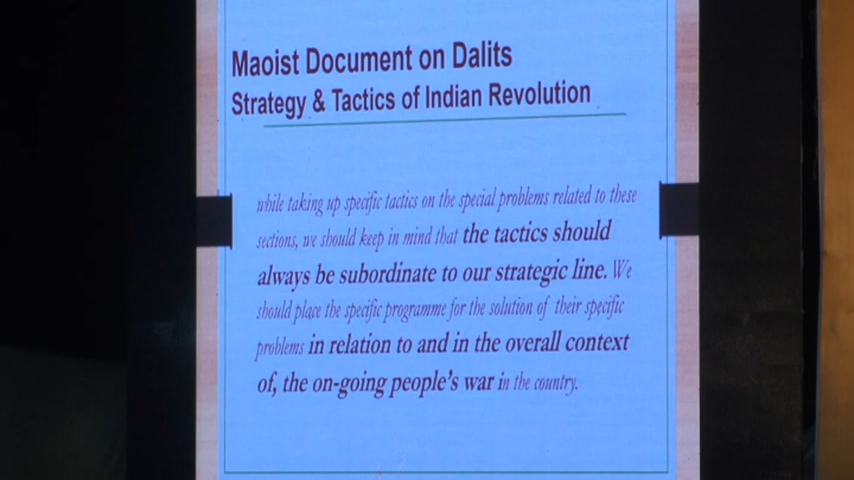 Maoist Document on Dalits
Strategy & Tactics of Indian Revolution
while taking up specific tactics on the special problems related to these
sections, we should keep in mind that the tactics should
always be subordinate to our strategic line. We
should place the specific programme for the solution of their specific
problems in relation to and in the overall context
of, the on-going people's war in the country.